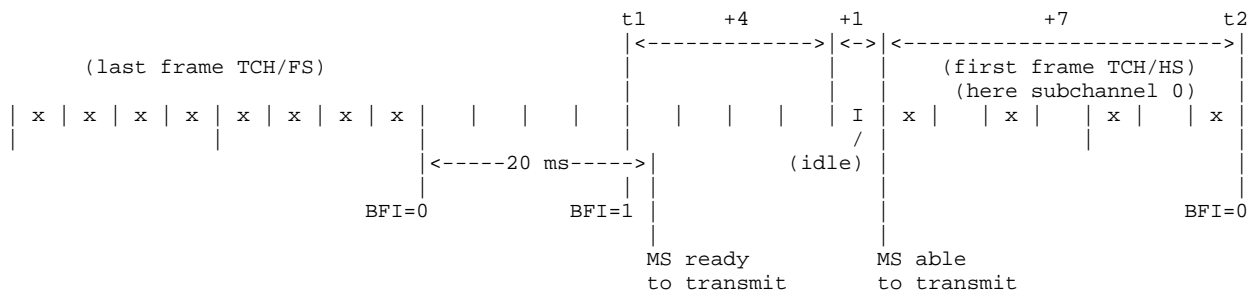 t1 +4 +1 +7 t2
|<------------->|<->|<-------------------------->|
(last frame TCH/FS) (first frame TCH/HS)
(here subchannel 0)
| x | x | x | x | x | x | x | x | | | | | | | | | I | x | | x | | x | | x |
/
|<-----20 ms----->| (idle)
BFI=0 BFI=1 BFI=0
MS ready MS able
to transmit to transmit